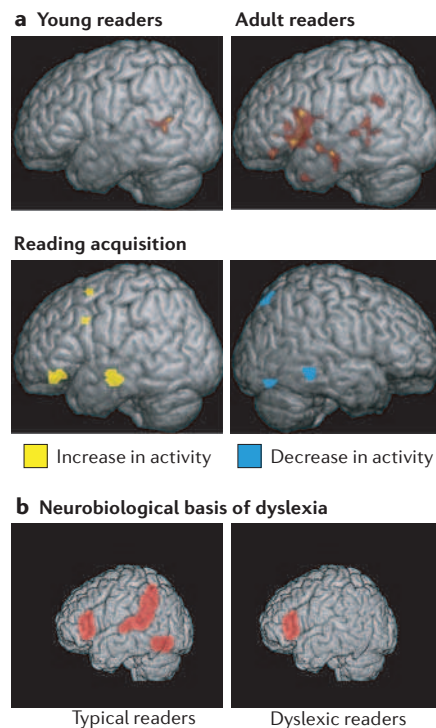 a Young readers
Adult readers
Reading acquisition
Increase in activity
Decrease in activity
b Neurobiological basis of dyslexia
Typical readers
Dyslexic readers